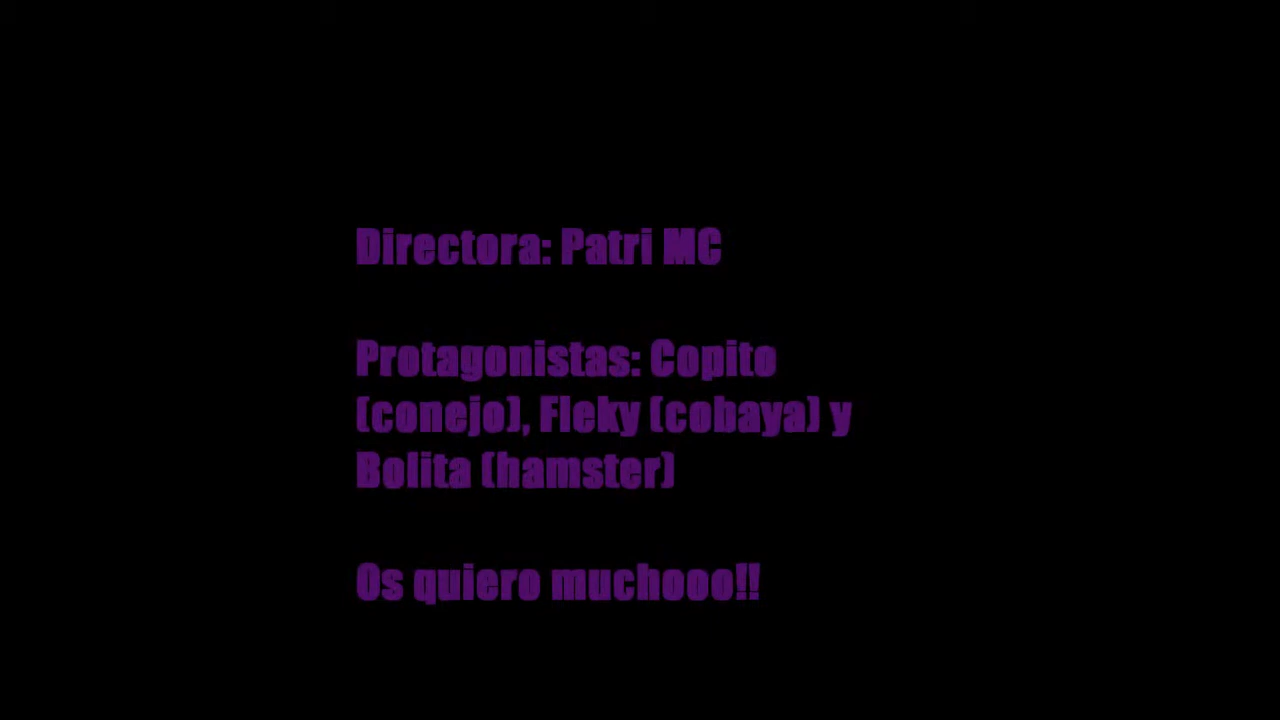 Directora: Patri MC
Protagonistas: Copito
(conejo), Fleky (cobaya) y
Bolita (hamster)
Os quiero muchooo!!